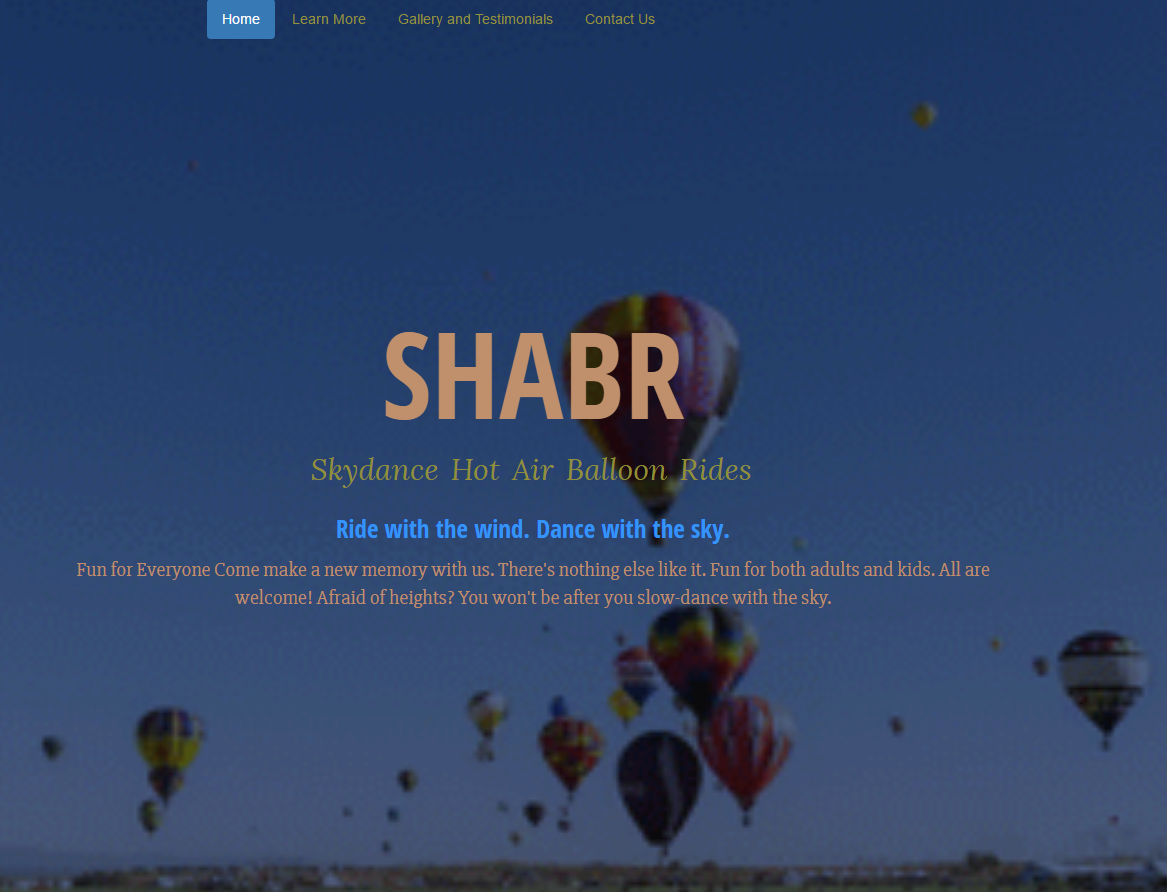 Home Learn More Gallery and Testimonials Contact Us
SHABR
Skydance Hot Air Balloon Rides
Ride with the wind. Dance with the sky.
Fun for Everyone Come make a new memory with us. There's nothing else like it. Fun for both adults and kids. All are
welcome! Afraid of heights? You won't be after you slow-dance with the sky.